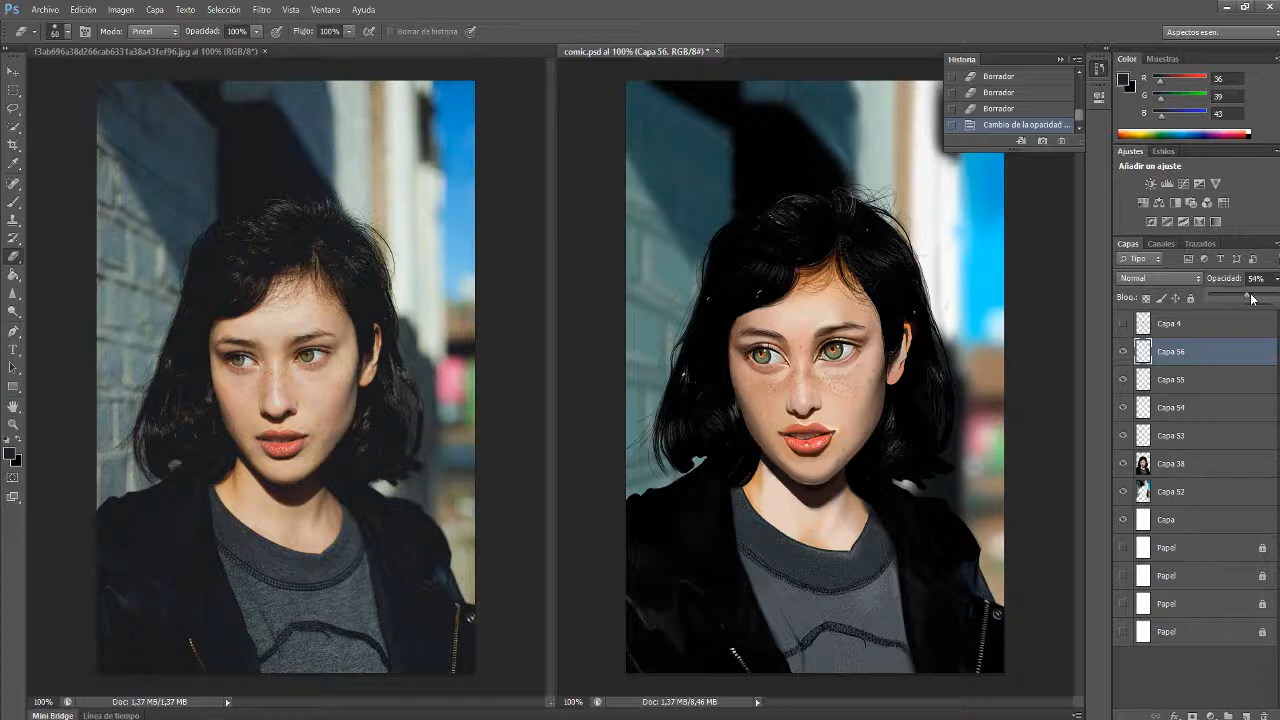 Ps Archivo Edición Imagen Capa Texto Selección Filtro Vista Ventana Ayuda
60 Modo: Pincel Opacidad: 100% Flujo: 100% Borrar de historia Aspectos esen.
f3ab696a38d266cab6331a38a43fef96.jpg al 100% (RGB/8*) ×
comic.psd al 100% (Capa 56, RGB/8#) * ×
Historia
Borrador
Borrador
Borrador
Cambio de la opacidad ...
Color Muestras
R 36
G 39
B 43
Ajustes Estilos
Añadir un ajuste
Capas Canales Trazados
Tipo
Normal Opacidad: 54%
Bloq.:
Capa 4
Capa 56
Capa 55
Capa 54
Capa 53
Capa 38
Capa 52
Capa
Papel
Papel
Papel
Papel
100% Doc: 1,37 MB/1,37 MB
100% Doc: 1,37 MB/8,46 MB
Mini Bridge Línea de tiempo